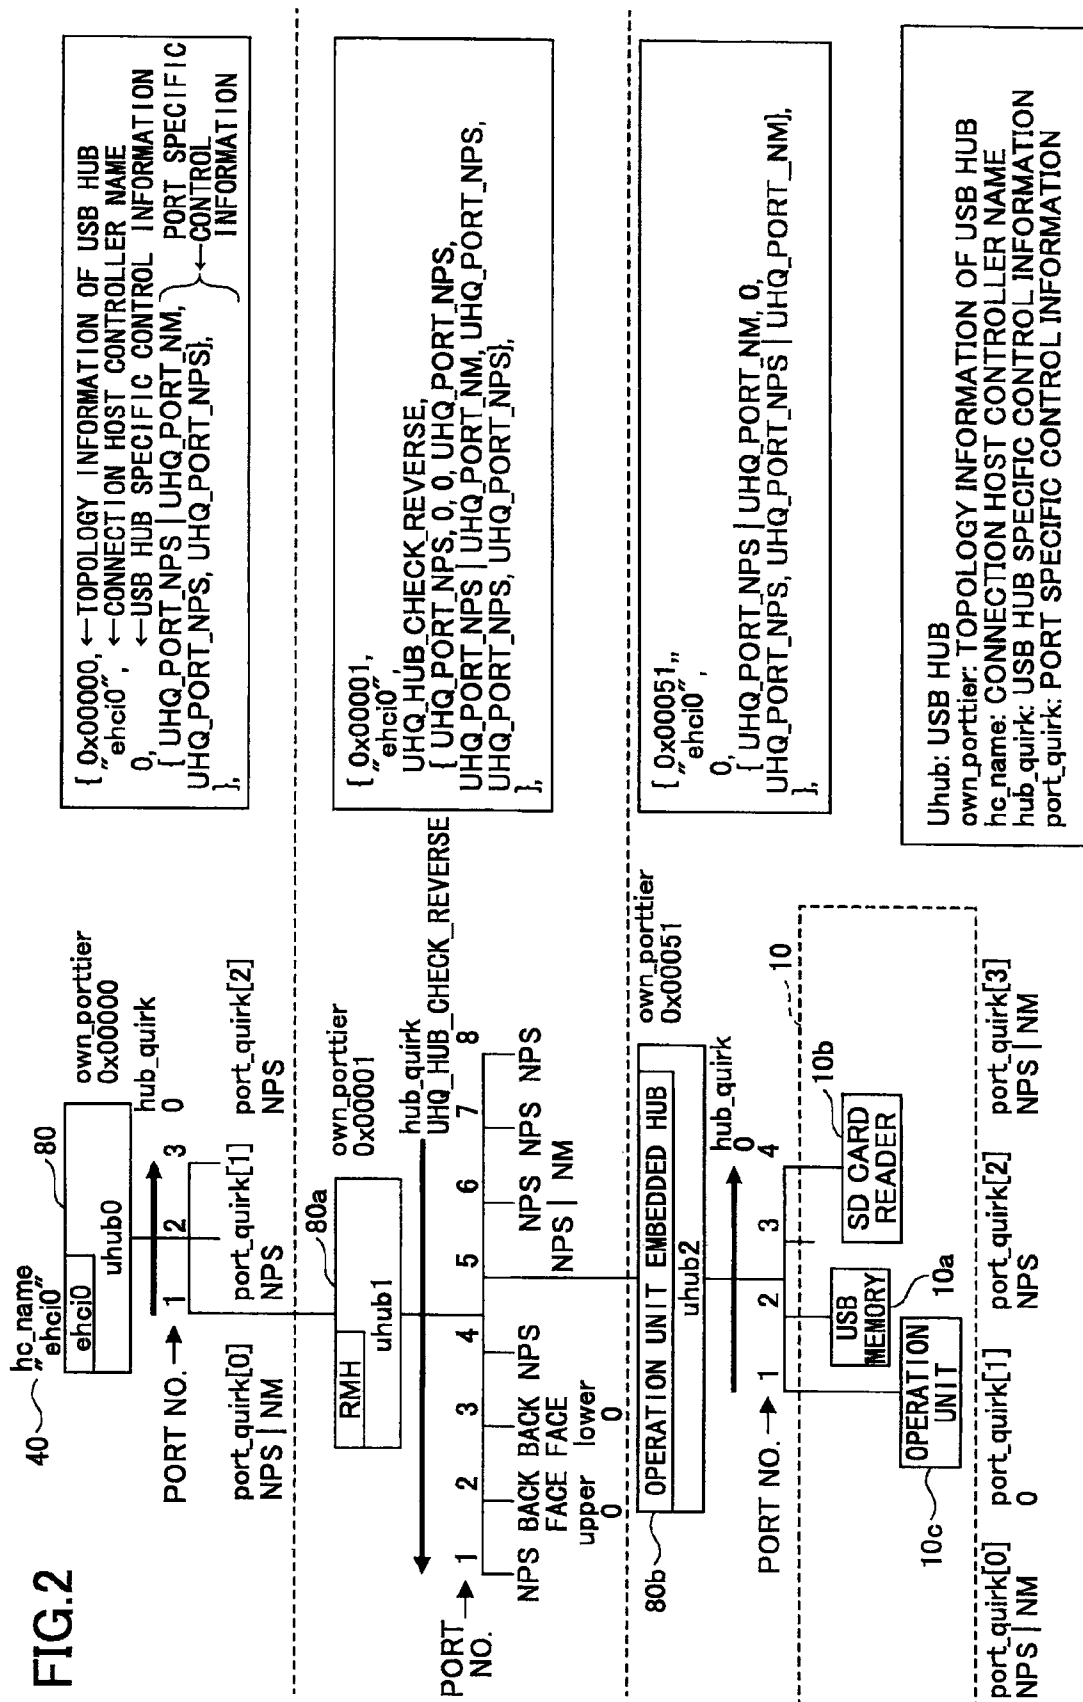 FIG.2
40
hc_name
"ehci0"
ehci0
uhub0
80
own_porttier
0x00000
hub_quirk
0
PORT NO.
1
2
3
port_quirk[0]
NPS | NM
port_quirk[1]
NPS
port_quirk[2]
NPS
{ 0x00000, ←TOPOLOGY INFORMATION OF USB HUB
"ehci0", ←CONNECTION HOST CONTROLLER NAME
0, ←USB HUB SPECIFIC CONTROL INFORMATION
{ UHQ_PORT_NPS | UHQ_PORT_NM,
UHQ_PORT_NPS, UHQ_PORT_NPS},
},
PORT SPECIFIC
←CONTROL
INFORMATION
RMH
uhub1
80a
own_porttier
0x00001
hub_quirk
UHQ_HUB_CHECK_REVERSE
PORT
NO.
1
2
3
4
5
6
7
8
NPS
BACK
FACE
upper
0
BACK
FACE
lower
0
NPS
NPS | NM
NPS
NPS
NPS
{ 0x00001,
"ehci0",
UHQ_HUB_CHECK_REVERSE,
{ UHQ_PORT_NPS, 0, 0, UHQ_PORT_NPS,
UHQ_PORT_NPS | UHQ_PORT_NM, UHQ_PORT_NPS,
UHQ_PORT_NPS, UHQ_PORT_NPS},
},
80b
OPERATION UNIT EMBEDDED HUB
uhub2
own_porttier
0x00051
hub_quirk
0
PORT NO.
1
2
3
4
10
OPERATION
UNIT
10c
USB
MEMORY
10a
SD CARD
READER
10b
port_quirk[0]
NPS | NM
port_quirk[1]
0
port_quirk[2]
NPS
port_quirk[3]
NPS | NM
{ 0x00051,,
"ehci0",
0,
{ UHQ_PORT_NPS | UHQ_PORT_NM, 0,
UHQ_PORT_NPS, UHQ_PORT_NPS | UHQ_PORT_NM},
},
Uhub: USB HUB
own_porttier: TOPOLOGY INFORMATION OF USB HUB
hc_name: CONNECTION HOST CONTROLLER NAME
hub_quirk: USB HUB SPECIFIC CONTROL INFORMATION
port_quirk: PORT SPECIFIC CONTROL INFORMATION